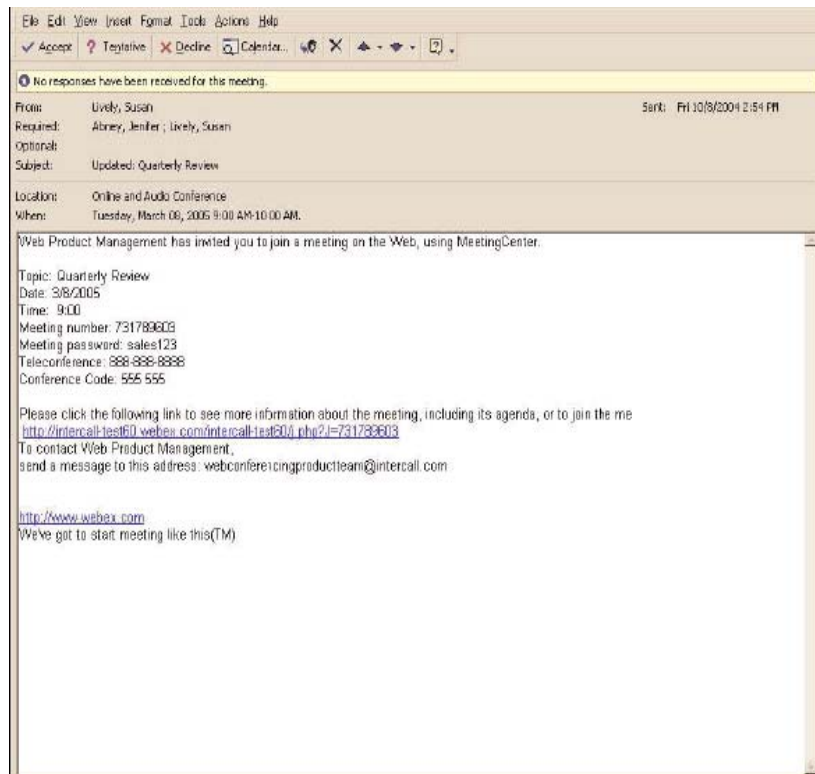 File Edit View Insert Format Tools Actions Help
Accept ? Tentative Decline Calendar...
No responses have been received for this meeting.
From: Lively, Susan Sent: Fri 10/8/2004 2:54 PM
Required: Abney, Jenifer ; Lively, Susan
Optional:
Subject: Updated: Quarterly Review
Location: Online and Audio Conference
When: Tuesday, March 08, 2005 9:00 AM-10:00 AM.
Web Product Management has invited you to join a meeting on the Web, using MeetingCenter.
Topic: Quarterly Review
Date: 3/8/2005
Time: 9:00
Meeting number: 731789603
Meeting password: sales123
Teleconference: 888-888-8888
Conference Code: 555 555
Please click the following link to see more information about the meeting, including its agenda, or to join the me
http://intercall-test60.webex.com/intercall-test60/j.php?J=731789603
To contact Web Product Management,
send a message to this address: webconferencingproductteam@intercall.com
http://www.webex.com
We've got to start meeting like this(TM)